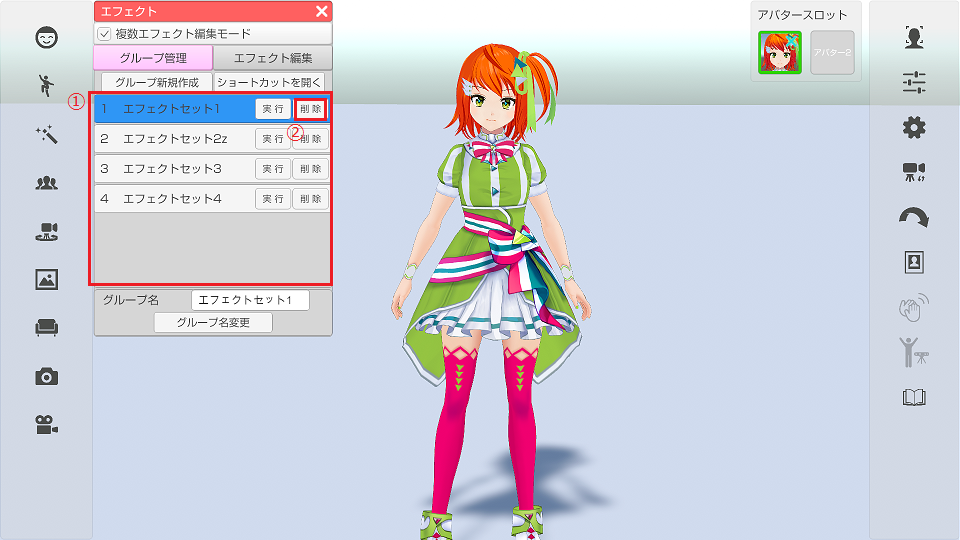 エフェクト
複数エフェクト編集モード
グループ管理 エフェクト編集
グループ新規作成 ショートカットを開く
①
1 エフェクトセット1 実行 削除
②
2 エフェクトセット2z 実行 削除
3 エフェクトセット3 実行 削除
4 エフェクトセット4 実行 削除
グループ名 エフェクトセット1
グループ名変更
アバタースロット
アバター2